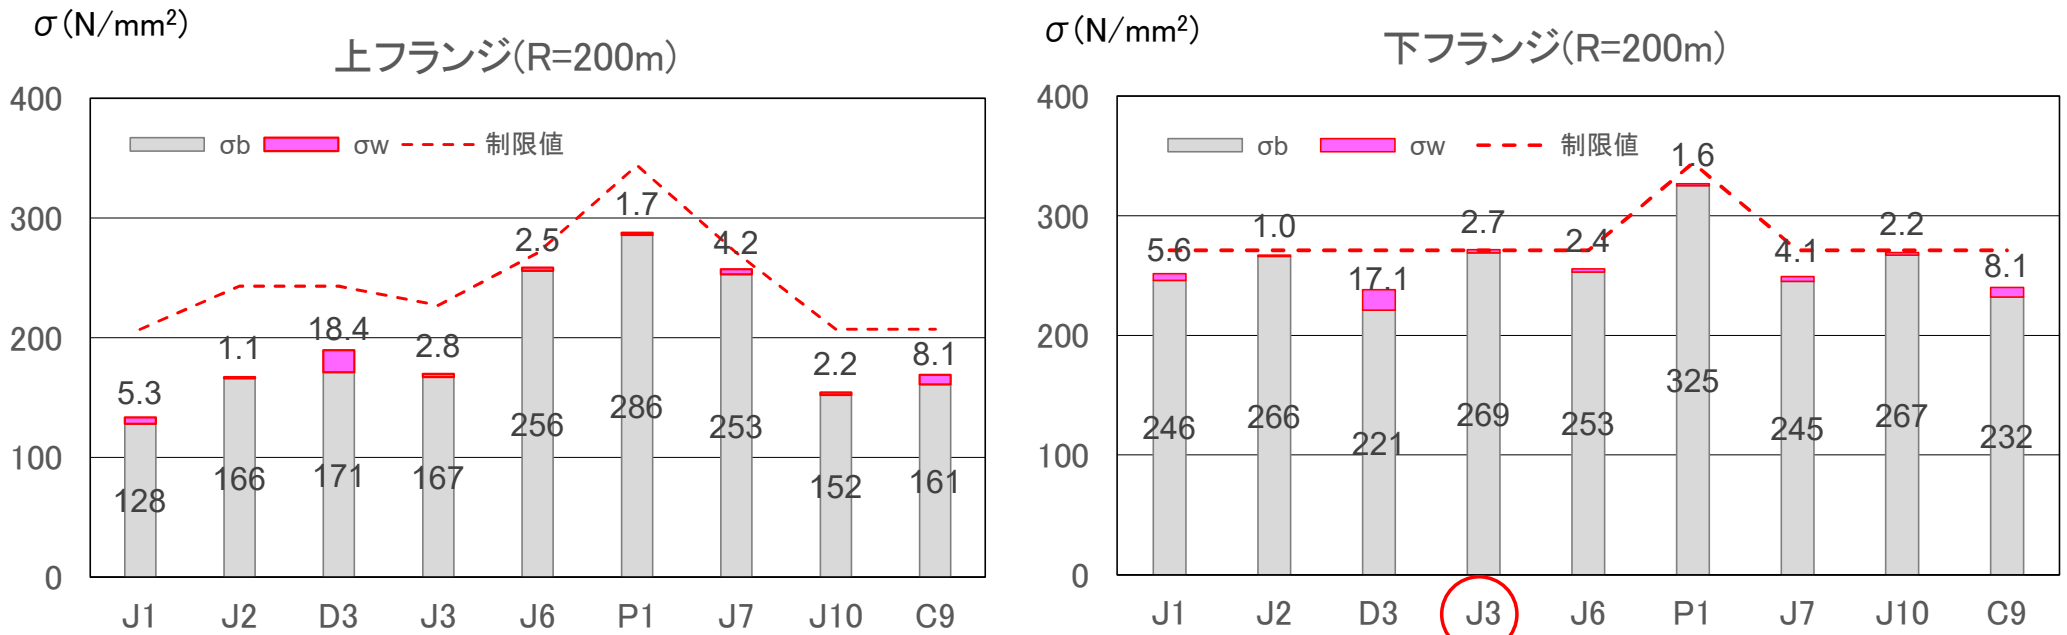 σ(N/mm²)
上フランジ(R=200m)
400
300
200
100
0
σb
σw
制限値
5.3
1.1
18.4
2.8
2.5
1.7
4.2
2.2
8.1
128
166
171
167
256
286
253
152
161
J1
J2
D3
J3
J6
P1
J7
J10
C9
σ(N/mm²)
下フランジ(R=200m)
400
300
200
100
0
σb
σw
制限値
5.6
1.0
17.1
2.7
2.4
1.6
4.1
2.2
8.1
246
266
221
269
253
325
245
267
232
J1
J2
D3
J3
J6
P1
J7
J10
C9